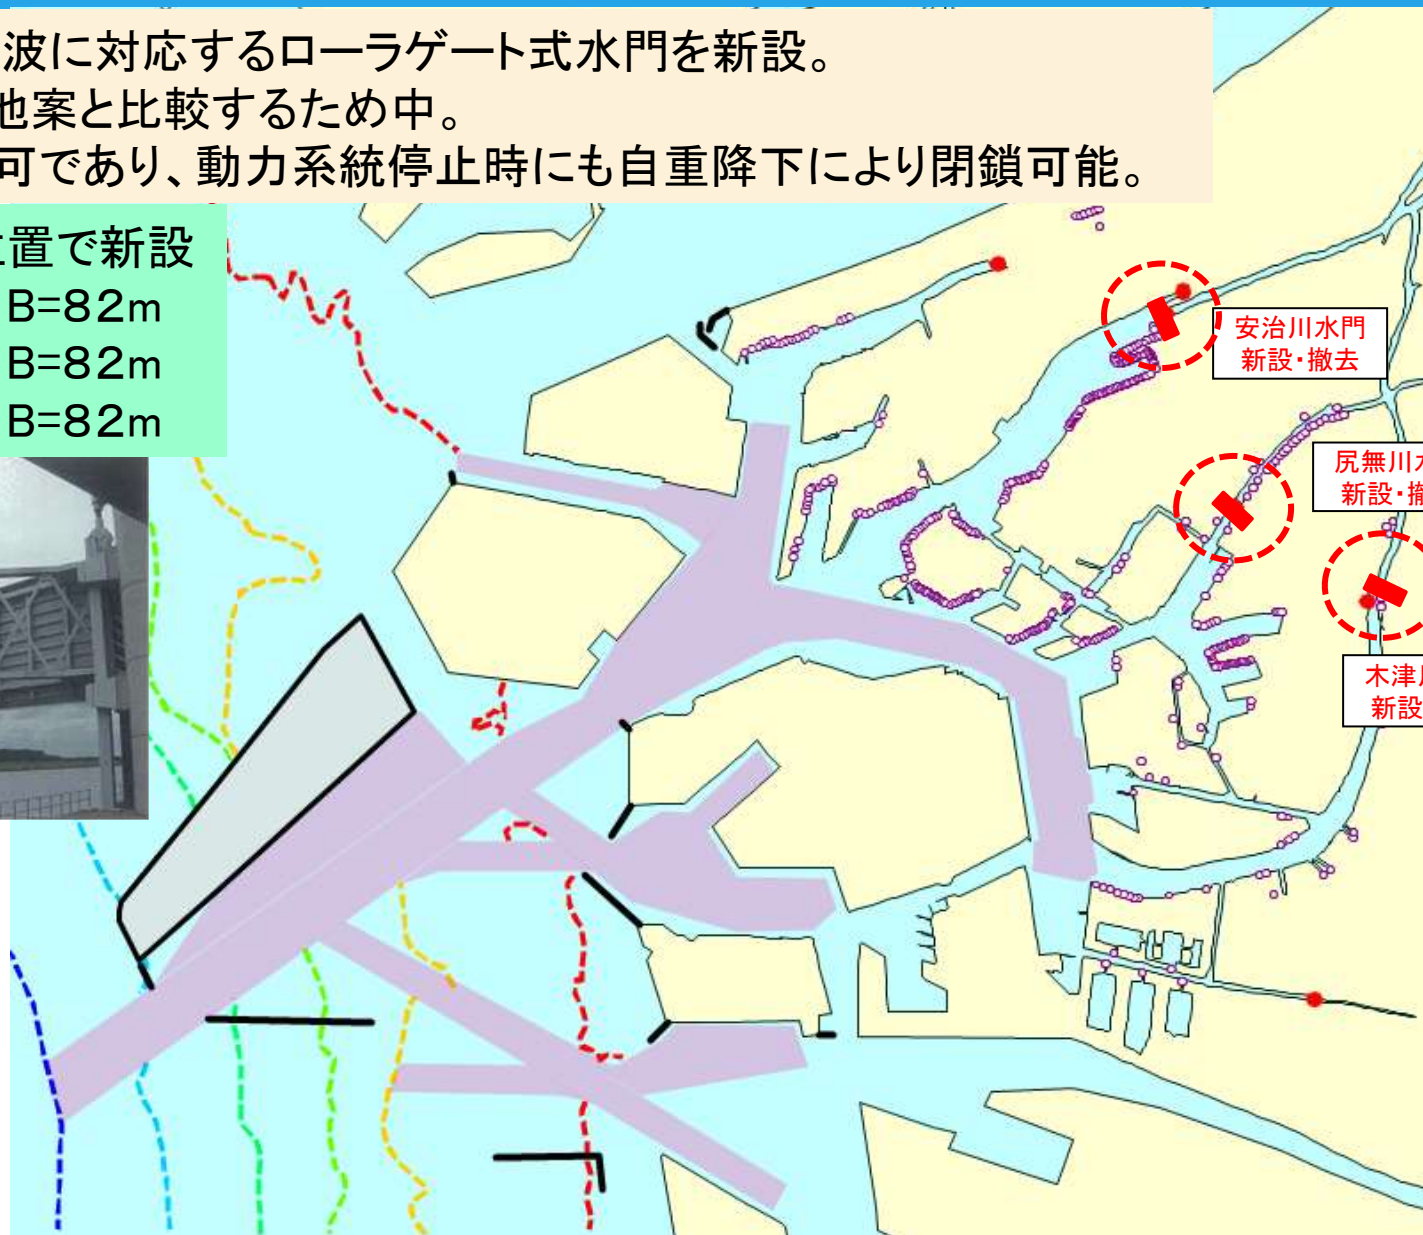 波に対応するローラゲート式水門を新設。
他案と比較するため中。
可であり、動力系統停止時にも自重降下により閉鎖可能。
位置で新設
B=82m
B=82m
B=82m
安治川水門
新設・撤去
尻無川水
新設・撤
木津川
新設